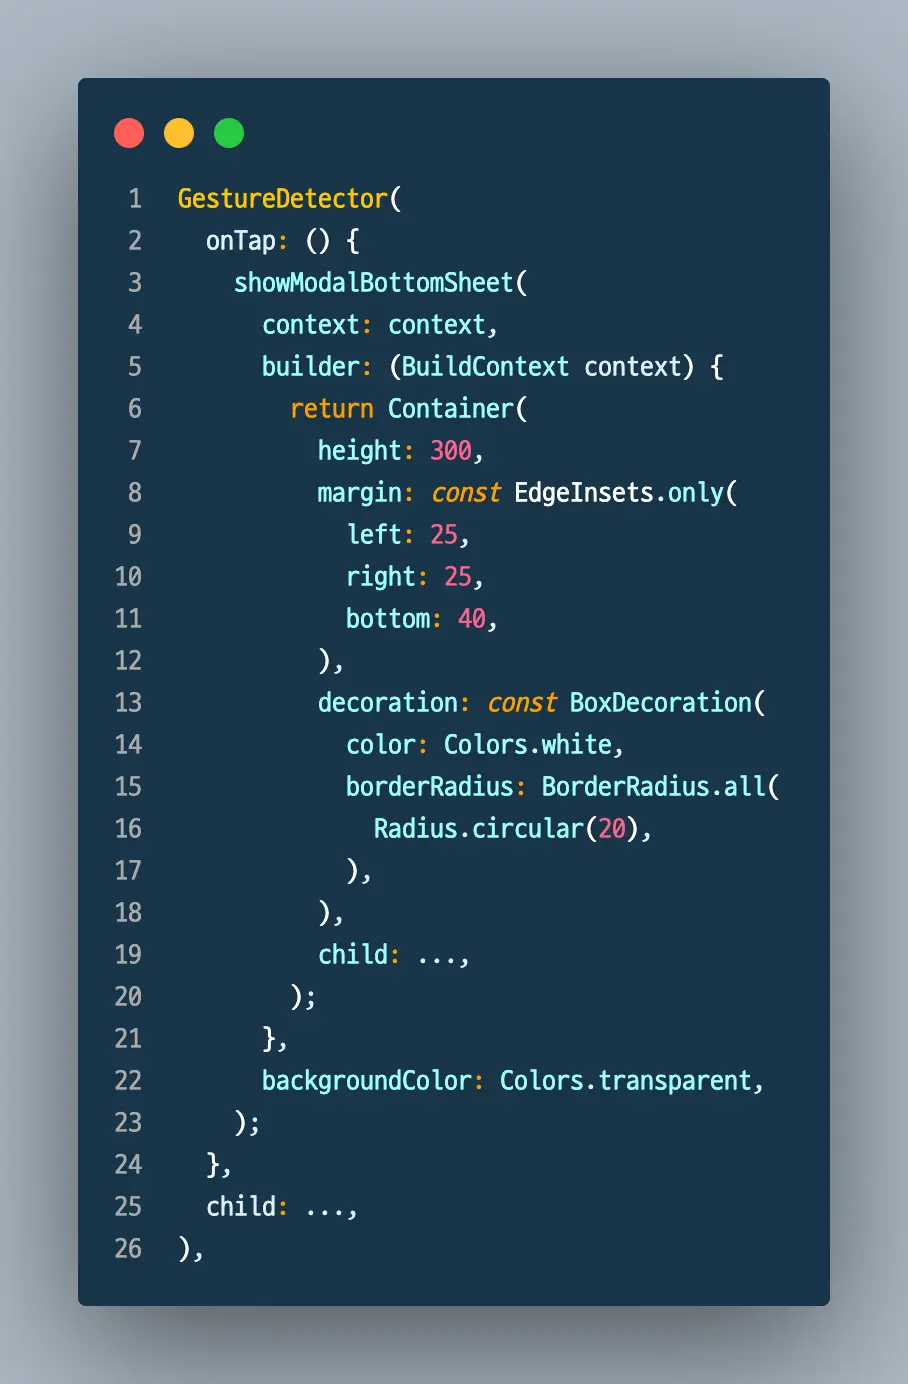 1 GestureDetector(
2   onTap: () {
3     showModalBottomSheet(
4       context: context,
5       builder: (BuildContext context) {
6         return Container(
7           height: 300,
8           margin: const EdgeInsets.only(
9             left: 25,
10             right: 25,
11             bottom: 40,
12           ),
13           decoration: const BoxDecoration(
14             color: Colors.white,
15             borderRadius: BorderRadius.all(
16               Radius.circular(20),
17             ),
18           ),
19           child: ...,
20         );
21       },
22       backgroundColor: Colors.transparent,
23     );
24   },
25   child: ...,
26 ),